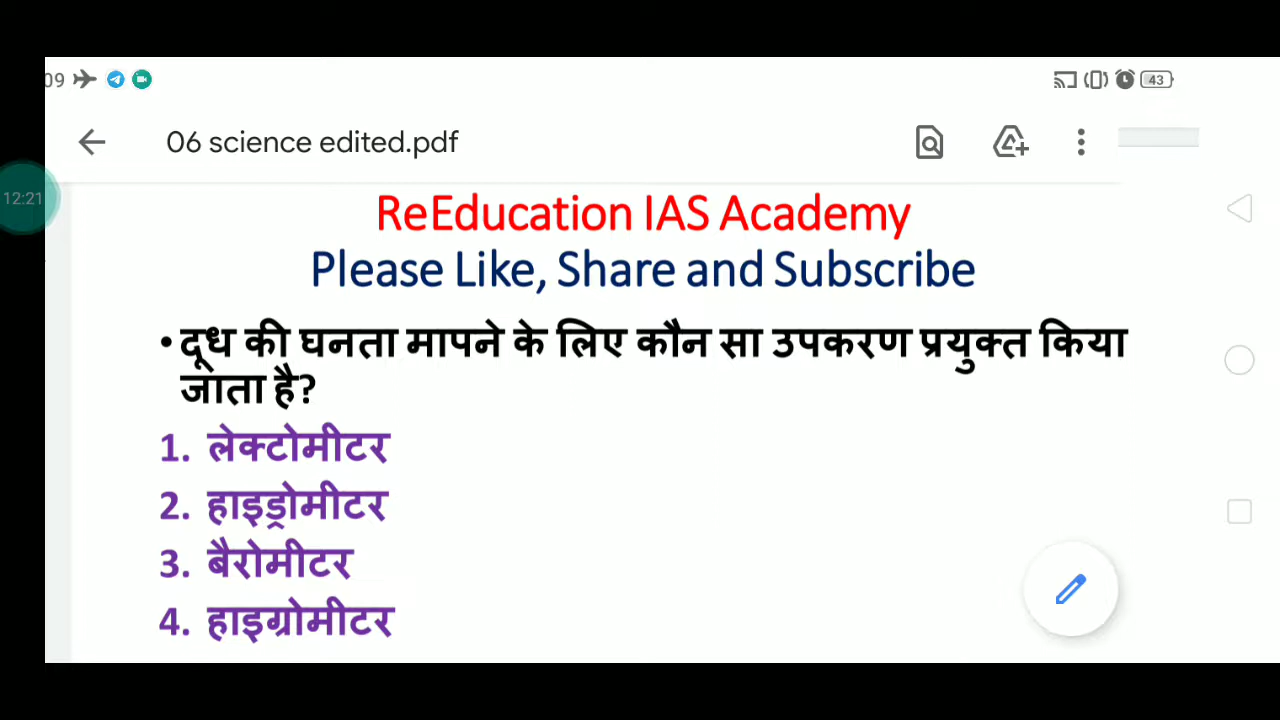 09
43
06 science edited.pdf
12:21
ReEducation IAS Academy
Please Like, Share and Subscribe
• दूध की घनता मापने के लिए कौन सा उपकरण प्रयुक्त किया
जाता है?
1. लेक्टोमीटर
2. हाइड्रोमीटर
3. बैरोमीटर
4. हाइग्रोमीटर